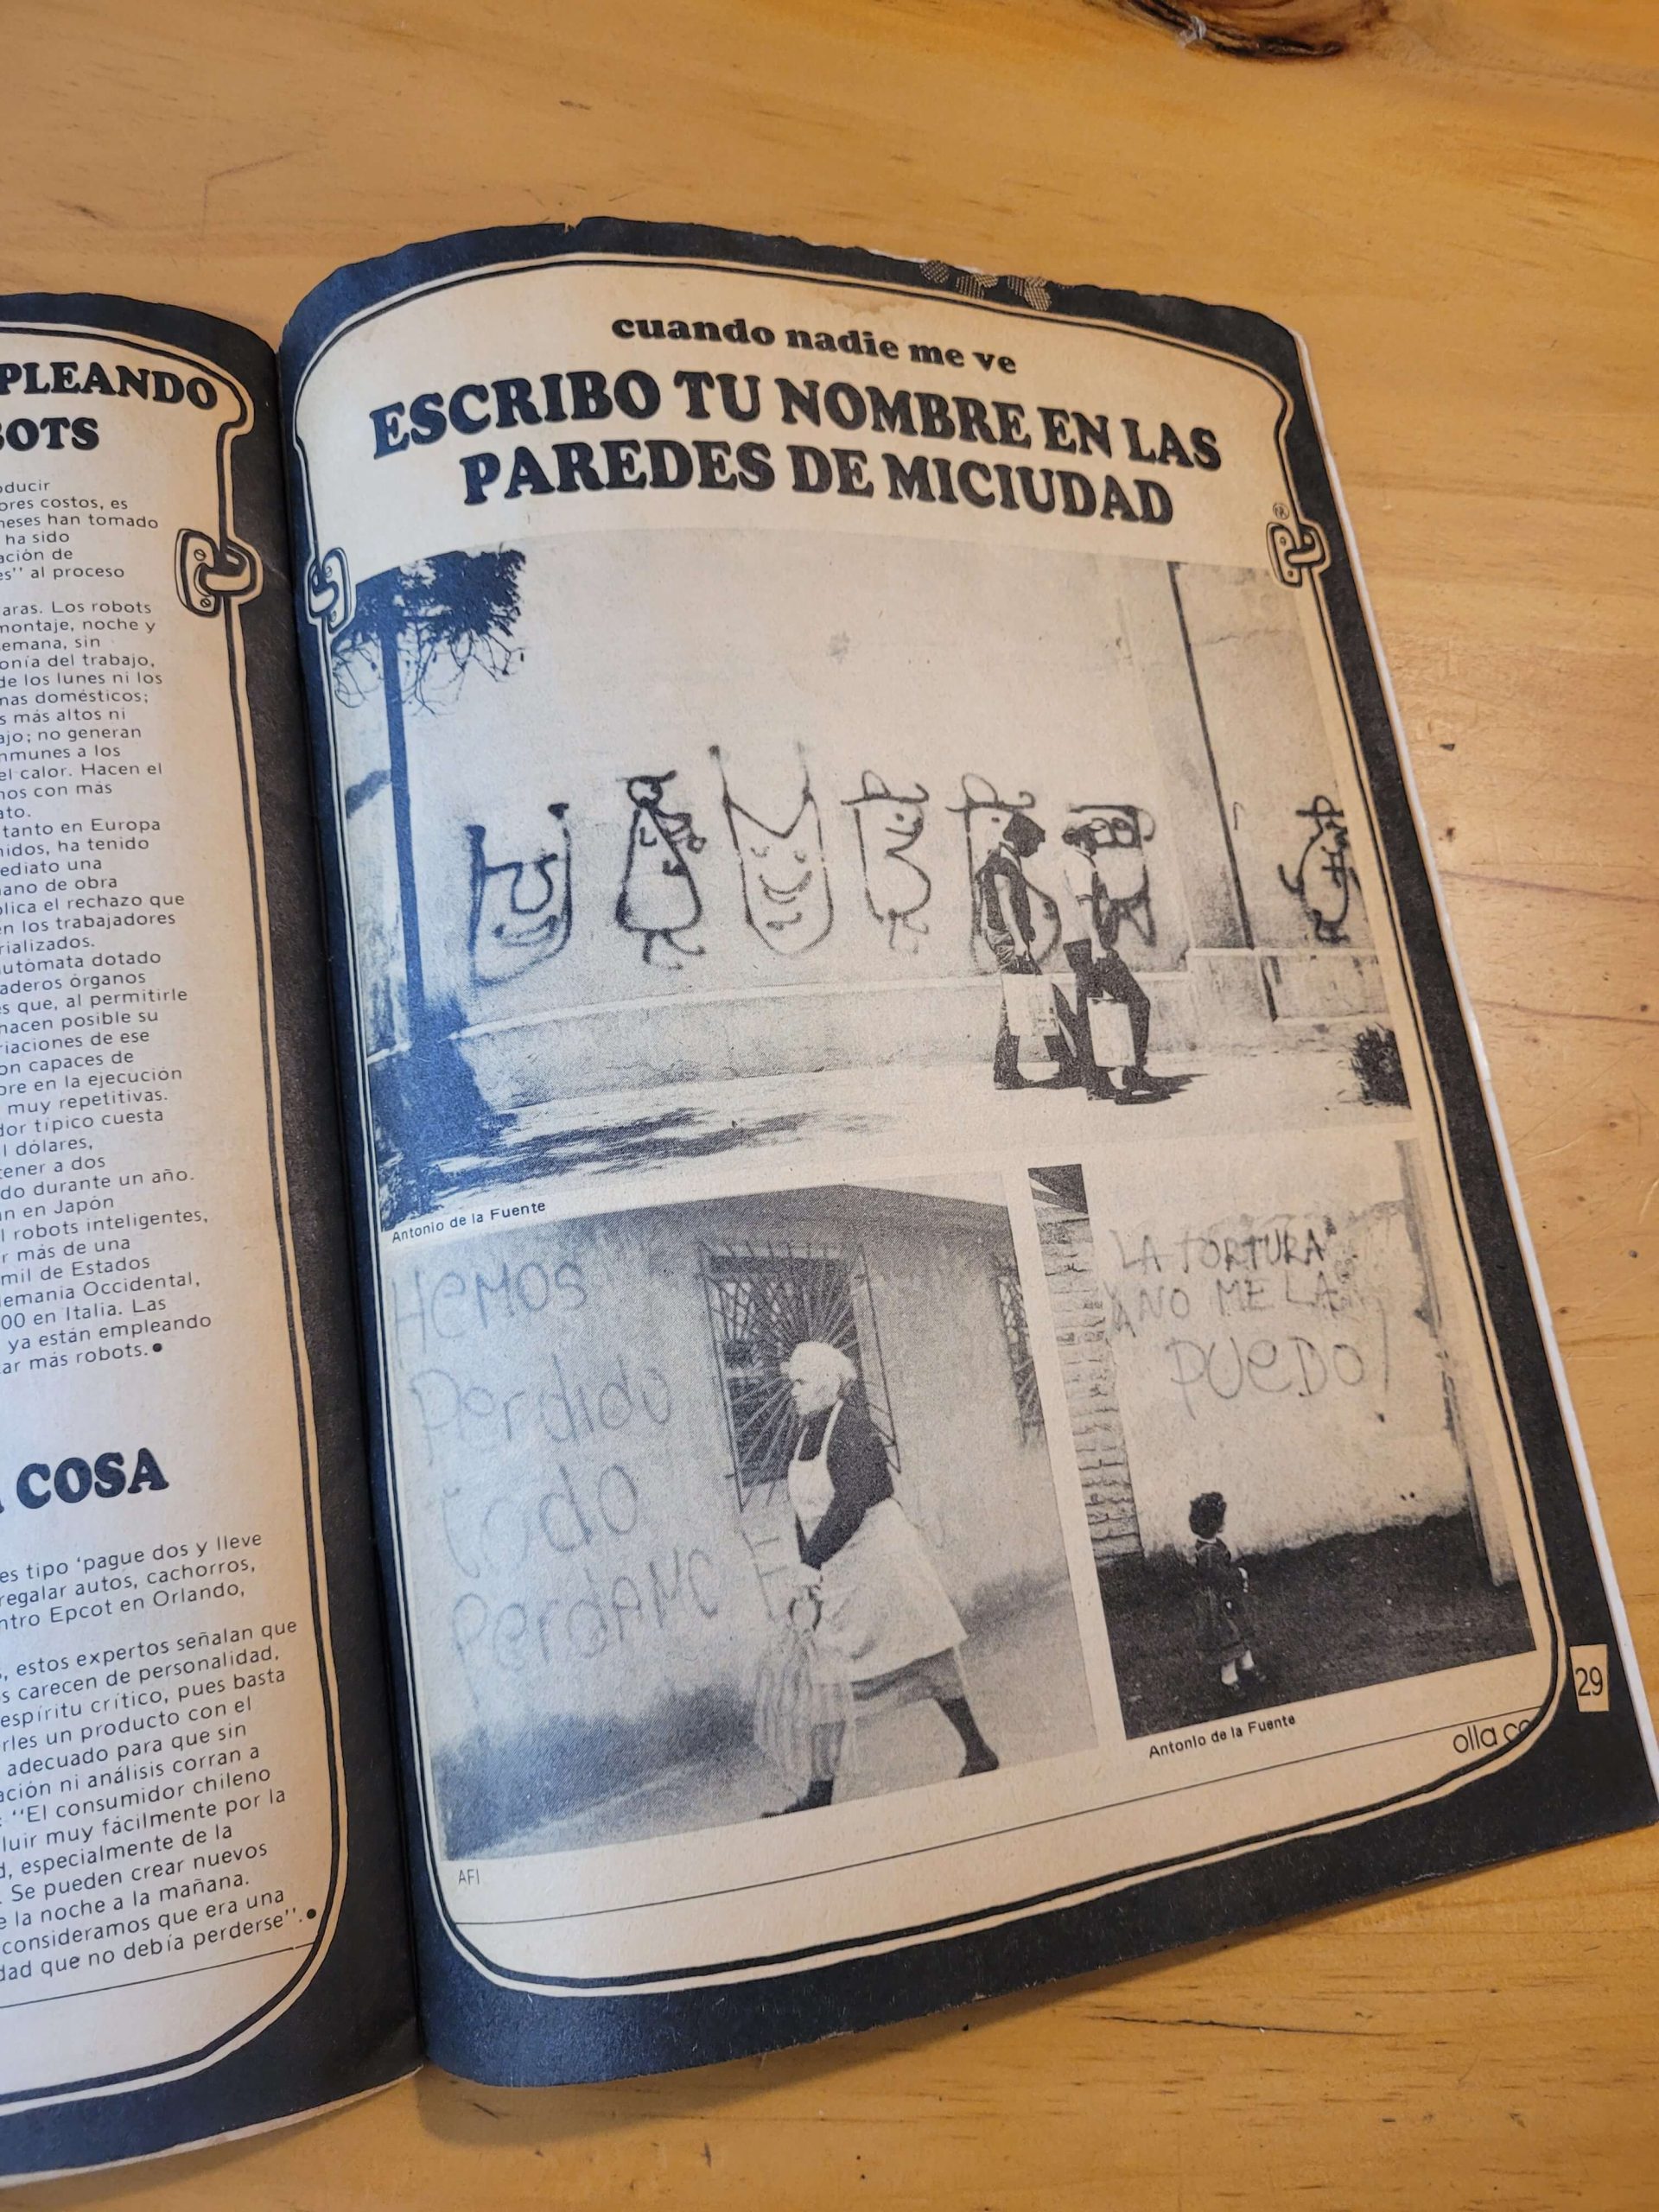 PLEANDO
BOTS
oducir
ores costos, es
neses han tomado
ha sido
ación de
es'' al proceso
aras. Los robots
montaje, noche y
emana, sin
onía del trabajo,
de los lunes ni los
mas domésticos;
s más altos ni
ajo; no generan
nmunes a los
el calor. Hacen el
nos con más
ato.
tanto en Europa
nidos, ha tenido
ediato una
ano de obra
lica el rechazo que
en los trabajadores
rializados.
autómata dotado
aderos órganos
es que, al permitirle
hacen posible su
riaciones de ese
on capaces de
bre en la ejecución
muy repetitivas.
dor típico cuesta
l dólares,
tener a dos
do durante un año.
an en Japón
l robots inteligentes,
r más de una
mil de Estados
lemania Occidental,
00 en Italia. Las
ya están empleando
ar más robots.●
COSA
es tipo 'pague dos y lleve
regalar autos, cachorros,
ntro Epcot en Orlando,
, estos expertos señalan que
s carecen de personalidad,
espíritu crítico, pues basta
rles un producto con el
adecuado para que sin
ación ni análisis corran a
: ''El consumidor chileno
luir muy fácilmente por la
d, especialmente de la
. Se pueden crear nuevos
e la noche a la mañana.
consideramos que era una
dad que no debía perderse''.●
cuando nadie me ve
ESCRIBO TU NOMBRE EN LAS
PAREDES DE MICIUDAD
Antonio de la Fuente
HeMOS
Perdido
todo
LA TORTURA
NO ME LA
PUEDO
Antonio de la Fuente
AFI
olla co
29